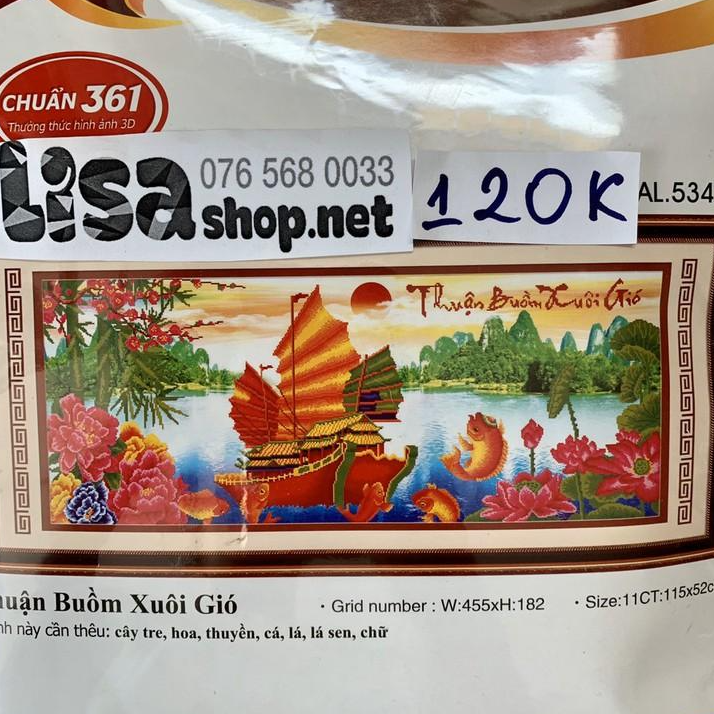 CHUẨN 361
Thưởng thức hình ảnh 3D
Lisa 076 568 0033
shop.net
120K
AL.534
Thuận Buồm Xuôi Gió
Buồm Xuôi Gió
· Grid number : W:455xH:182
· Size:11CT:115x52c
này cần thêu: cây tre, hoa, thuyền, cá, lá, lá sen, chữ